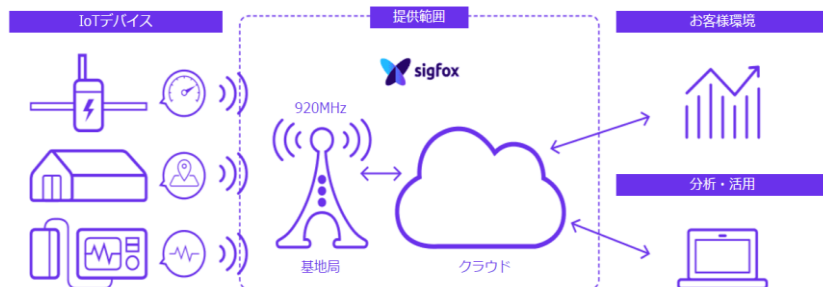 IoTデバイス
提供範囲
お客様環境
sigfox
920MHz
分析・活用
基地局
クラウド